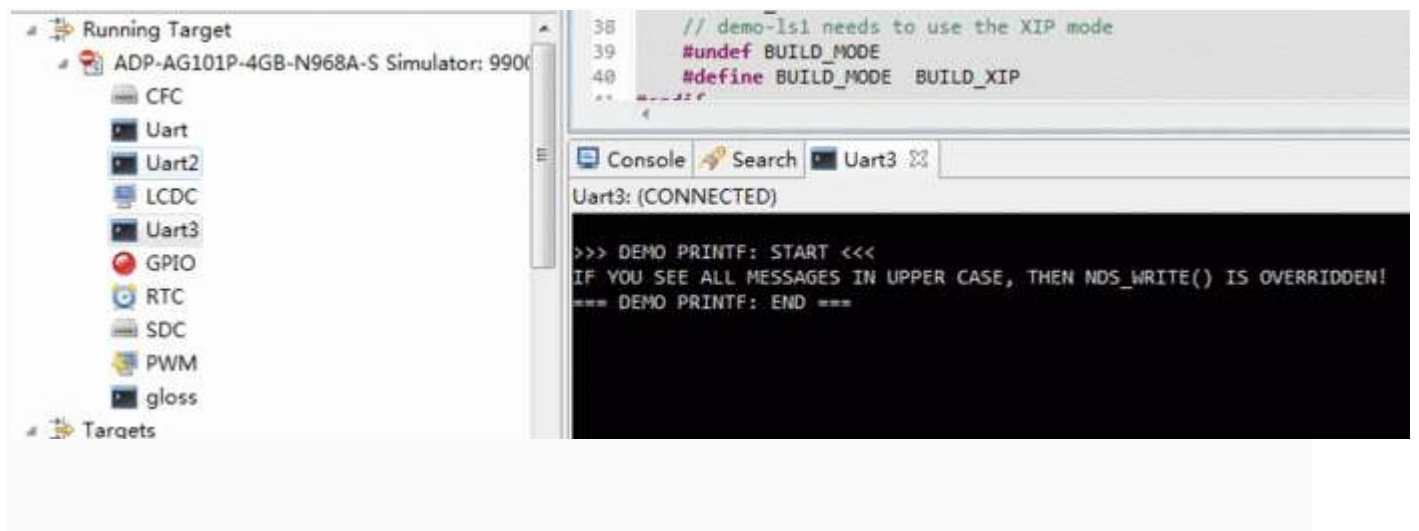 Running Target
ADP-AG101P-4GB-N968A-S Simulator: 9900
CFC
Uart
Uart2
LCDC
Uart3
GPIO
RTC
SDC
PWM
gloss
Targets
38 // demo-ls1 needs to use the XIP mode
39 #undef BUILD_MODE
40 #define BUILD_MODE BUILD_XIP
Console Search Uart3
Uart3: (CONNECTED)
>>> DEMO PRINTF: START <<<
IF YOU SEE ALL MESSAGES IN UPPER CASE, THEN NDS_WRITE() IS OVERRIDDEN!
=== DEMO PRINTF: END ===